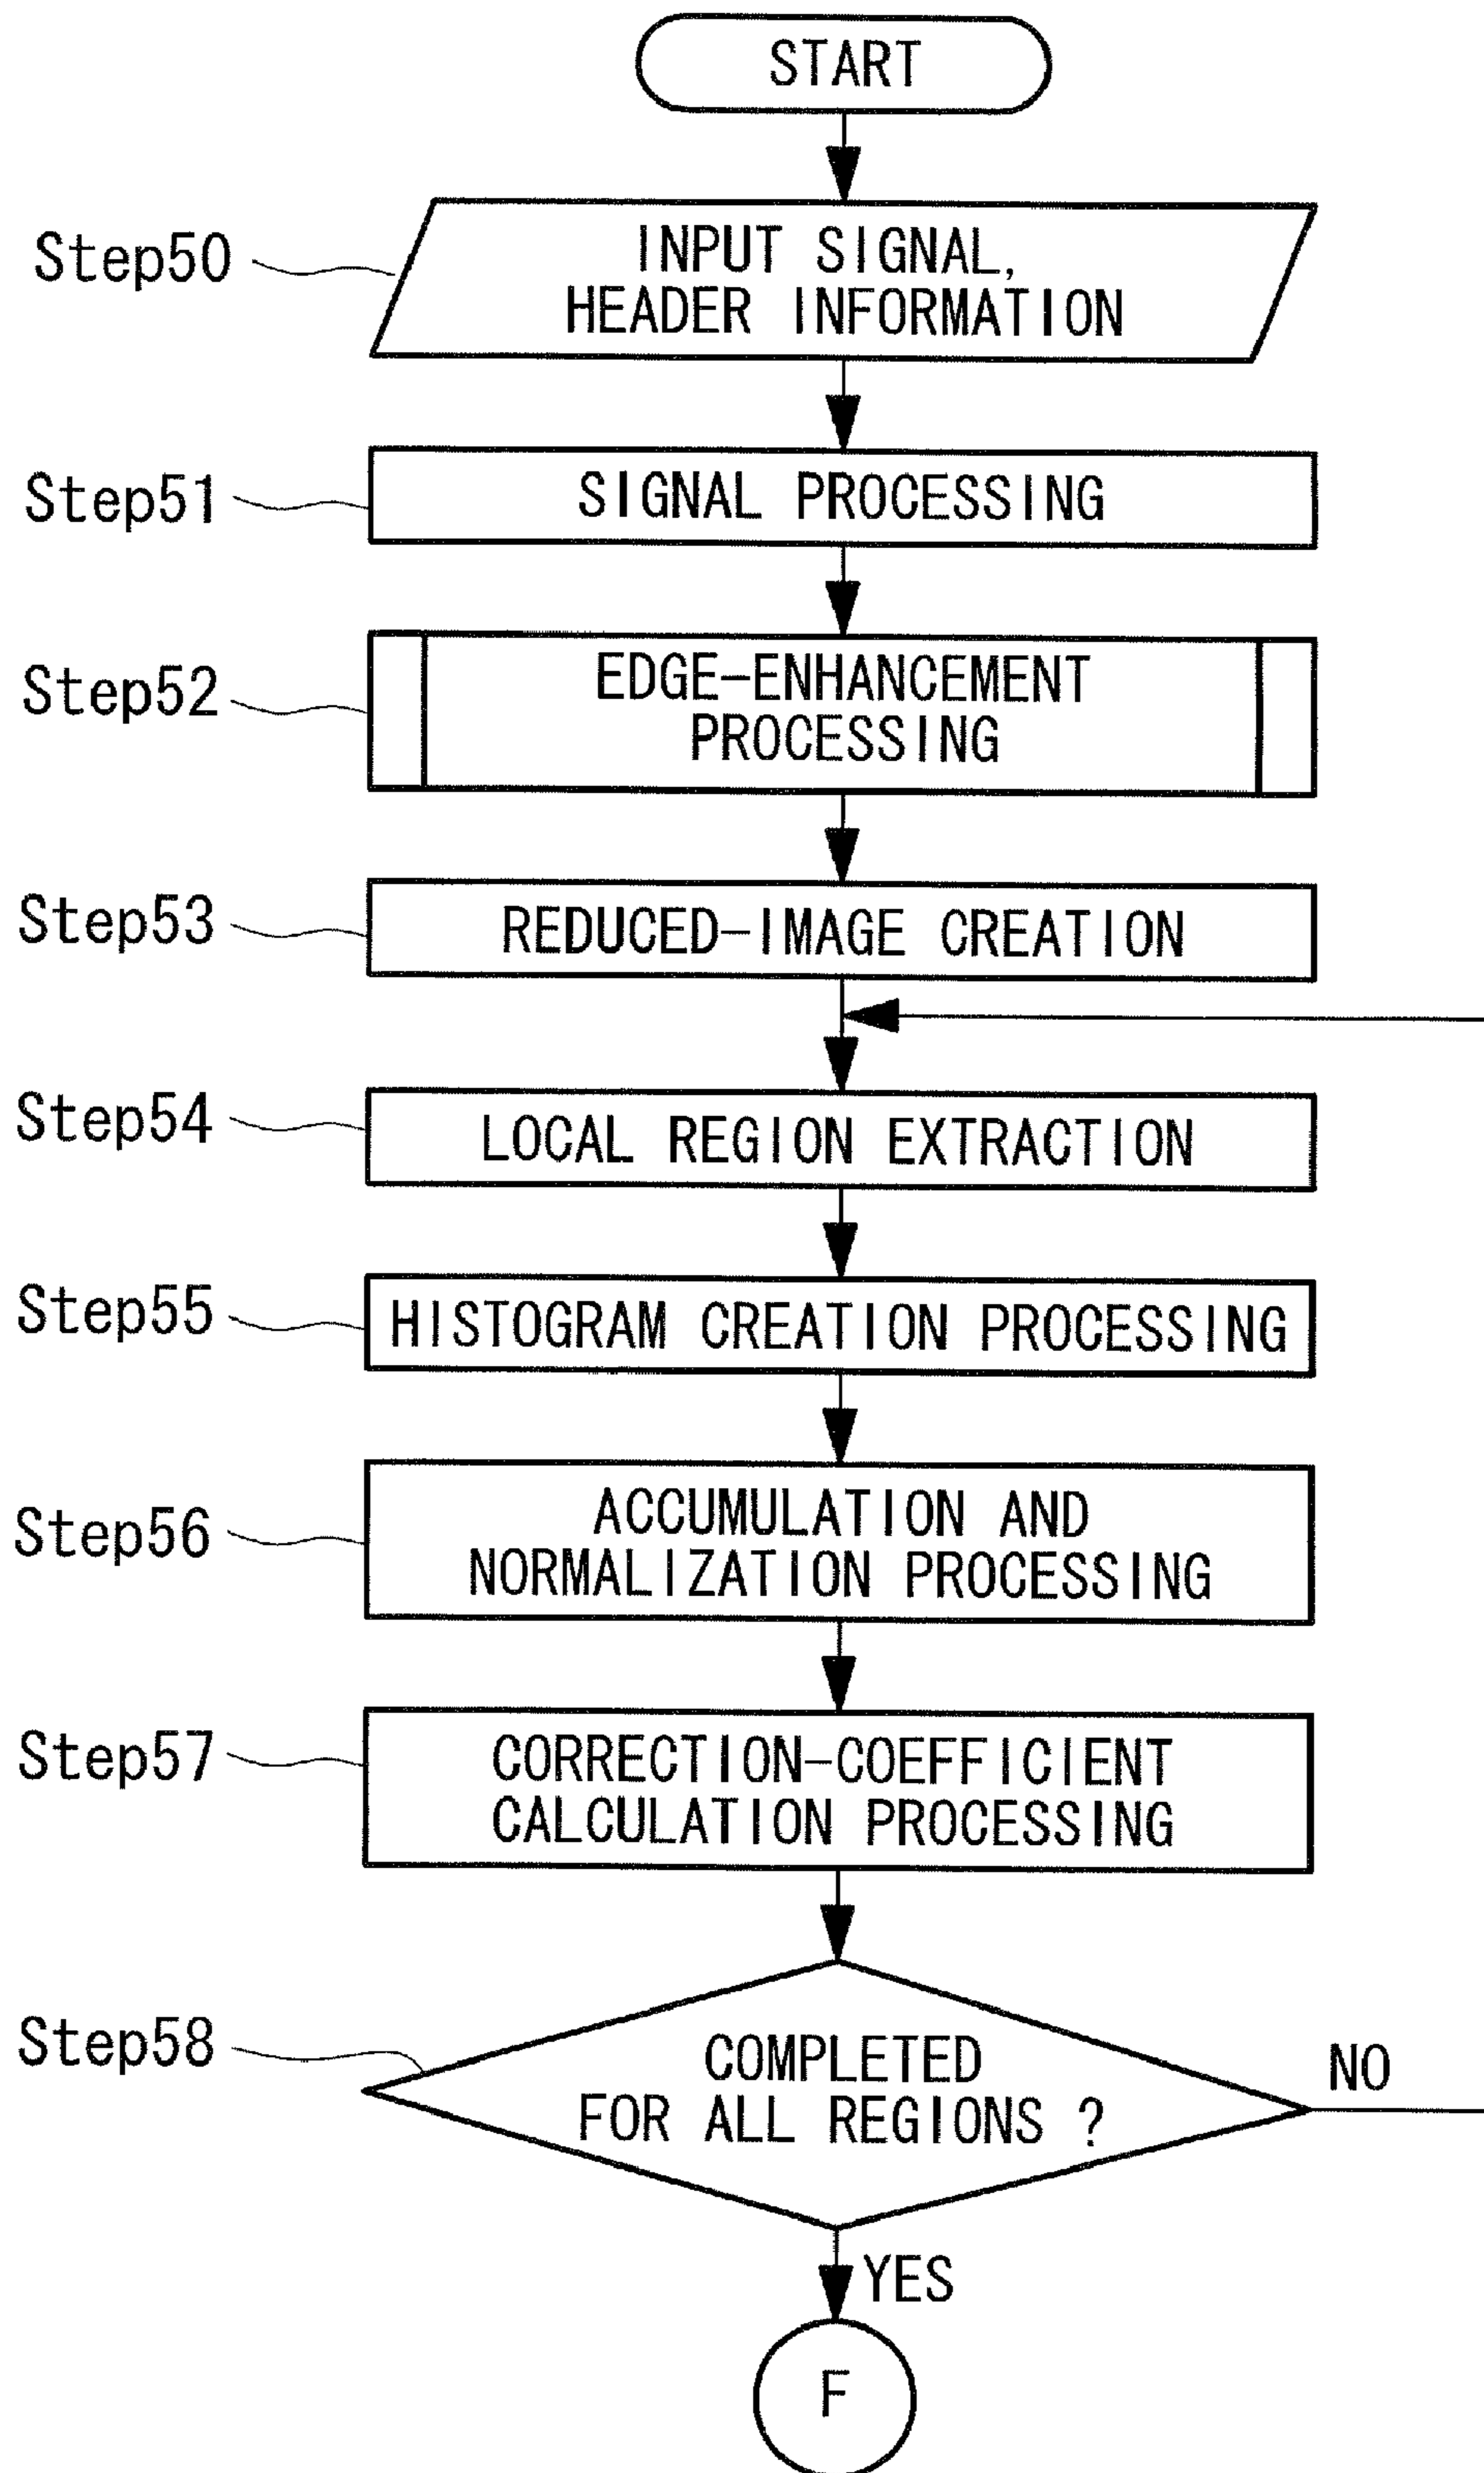 START
Step50
INPUT SIGNAL,
HEADER INFORMATION
Step51
SIGNAL PROCESSING
Step52
EDGE-ENHANCEMENT
PROCESSING
Step53
REDUCED-IMAGE CREATION
Step54
LOCAL REGION EXTRACTION
Step55
HISTOGRAM CREATION PROCESSING
Step56
ACCUMULATION AND
NORMALIZATION PROCESSING
Step57
CORRECTION-COEFFICIENT
CALCULATION PROCESSING
Step58
COMPLETED
FOR ALL REGIONS ?
NO
YES
F